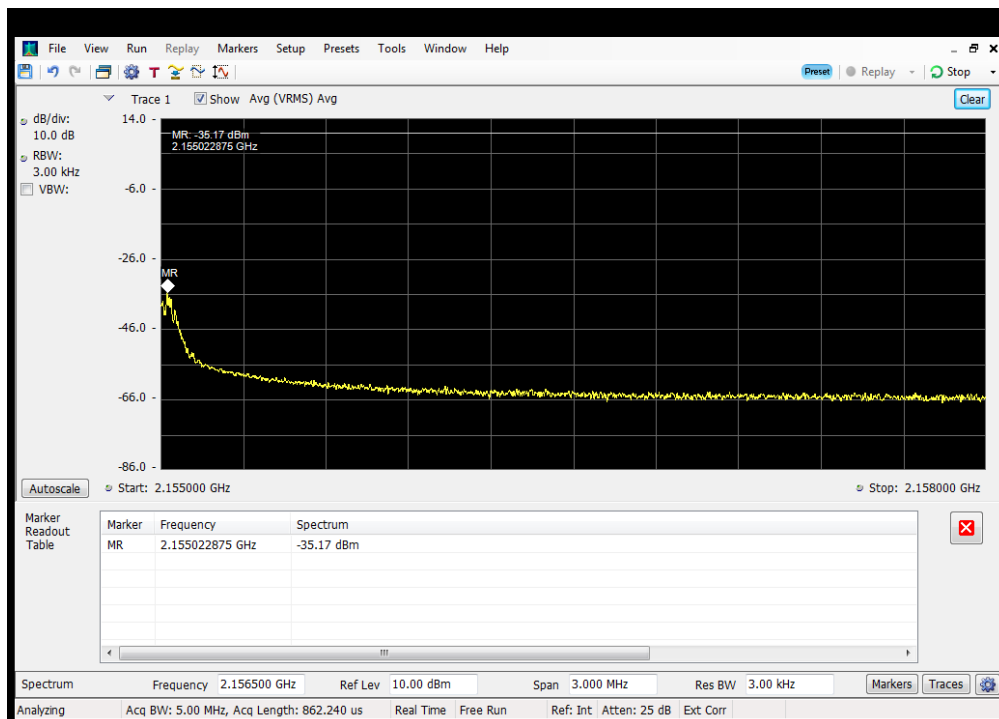 File View Run Replay Markers Setup Presets Tools Window Help
T Preset Replay Stop
Trace 1 Show Avg (VRMS) Avg Clear
dB/div: 14.0 -
10.0 dB
MR: -35.17 dBm
2.155022875 GHz
RBW:
3.00 kHz
VBW: -6.0 -
-26.0 -
MR
-46.0 -
-66.0 -
-86.0 -
Autoscale Start: 2.155000 GHz Stop: 2.158000 GHz
Marker
Readout
Table
Marker Frequency Spectrum
MR 2.155022875 GHz -35.17 dBm
Spectrum Frequency 2.156500 GHz Ref Lev 10.00 dBm Span 3.000 MHz Res BW 3.00 kHz Markers Traces
Analyzing Acq BW: 5.00 MHz, Acq Length: 862.240 us Real Time Free Run Ref: Int Atten: 25 dB Ext Corr